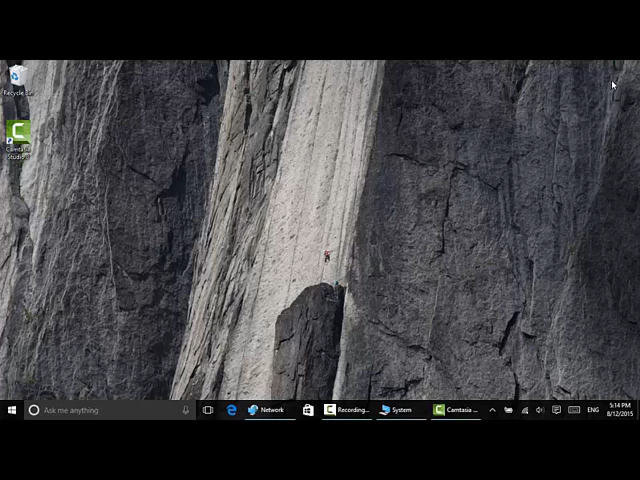 Recycle Bin
Camtasia
Studio 8
Ask me anything
Network
Recording...
System
Camtasia ...
ENG
5:14 PM
8/12/2015